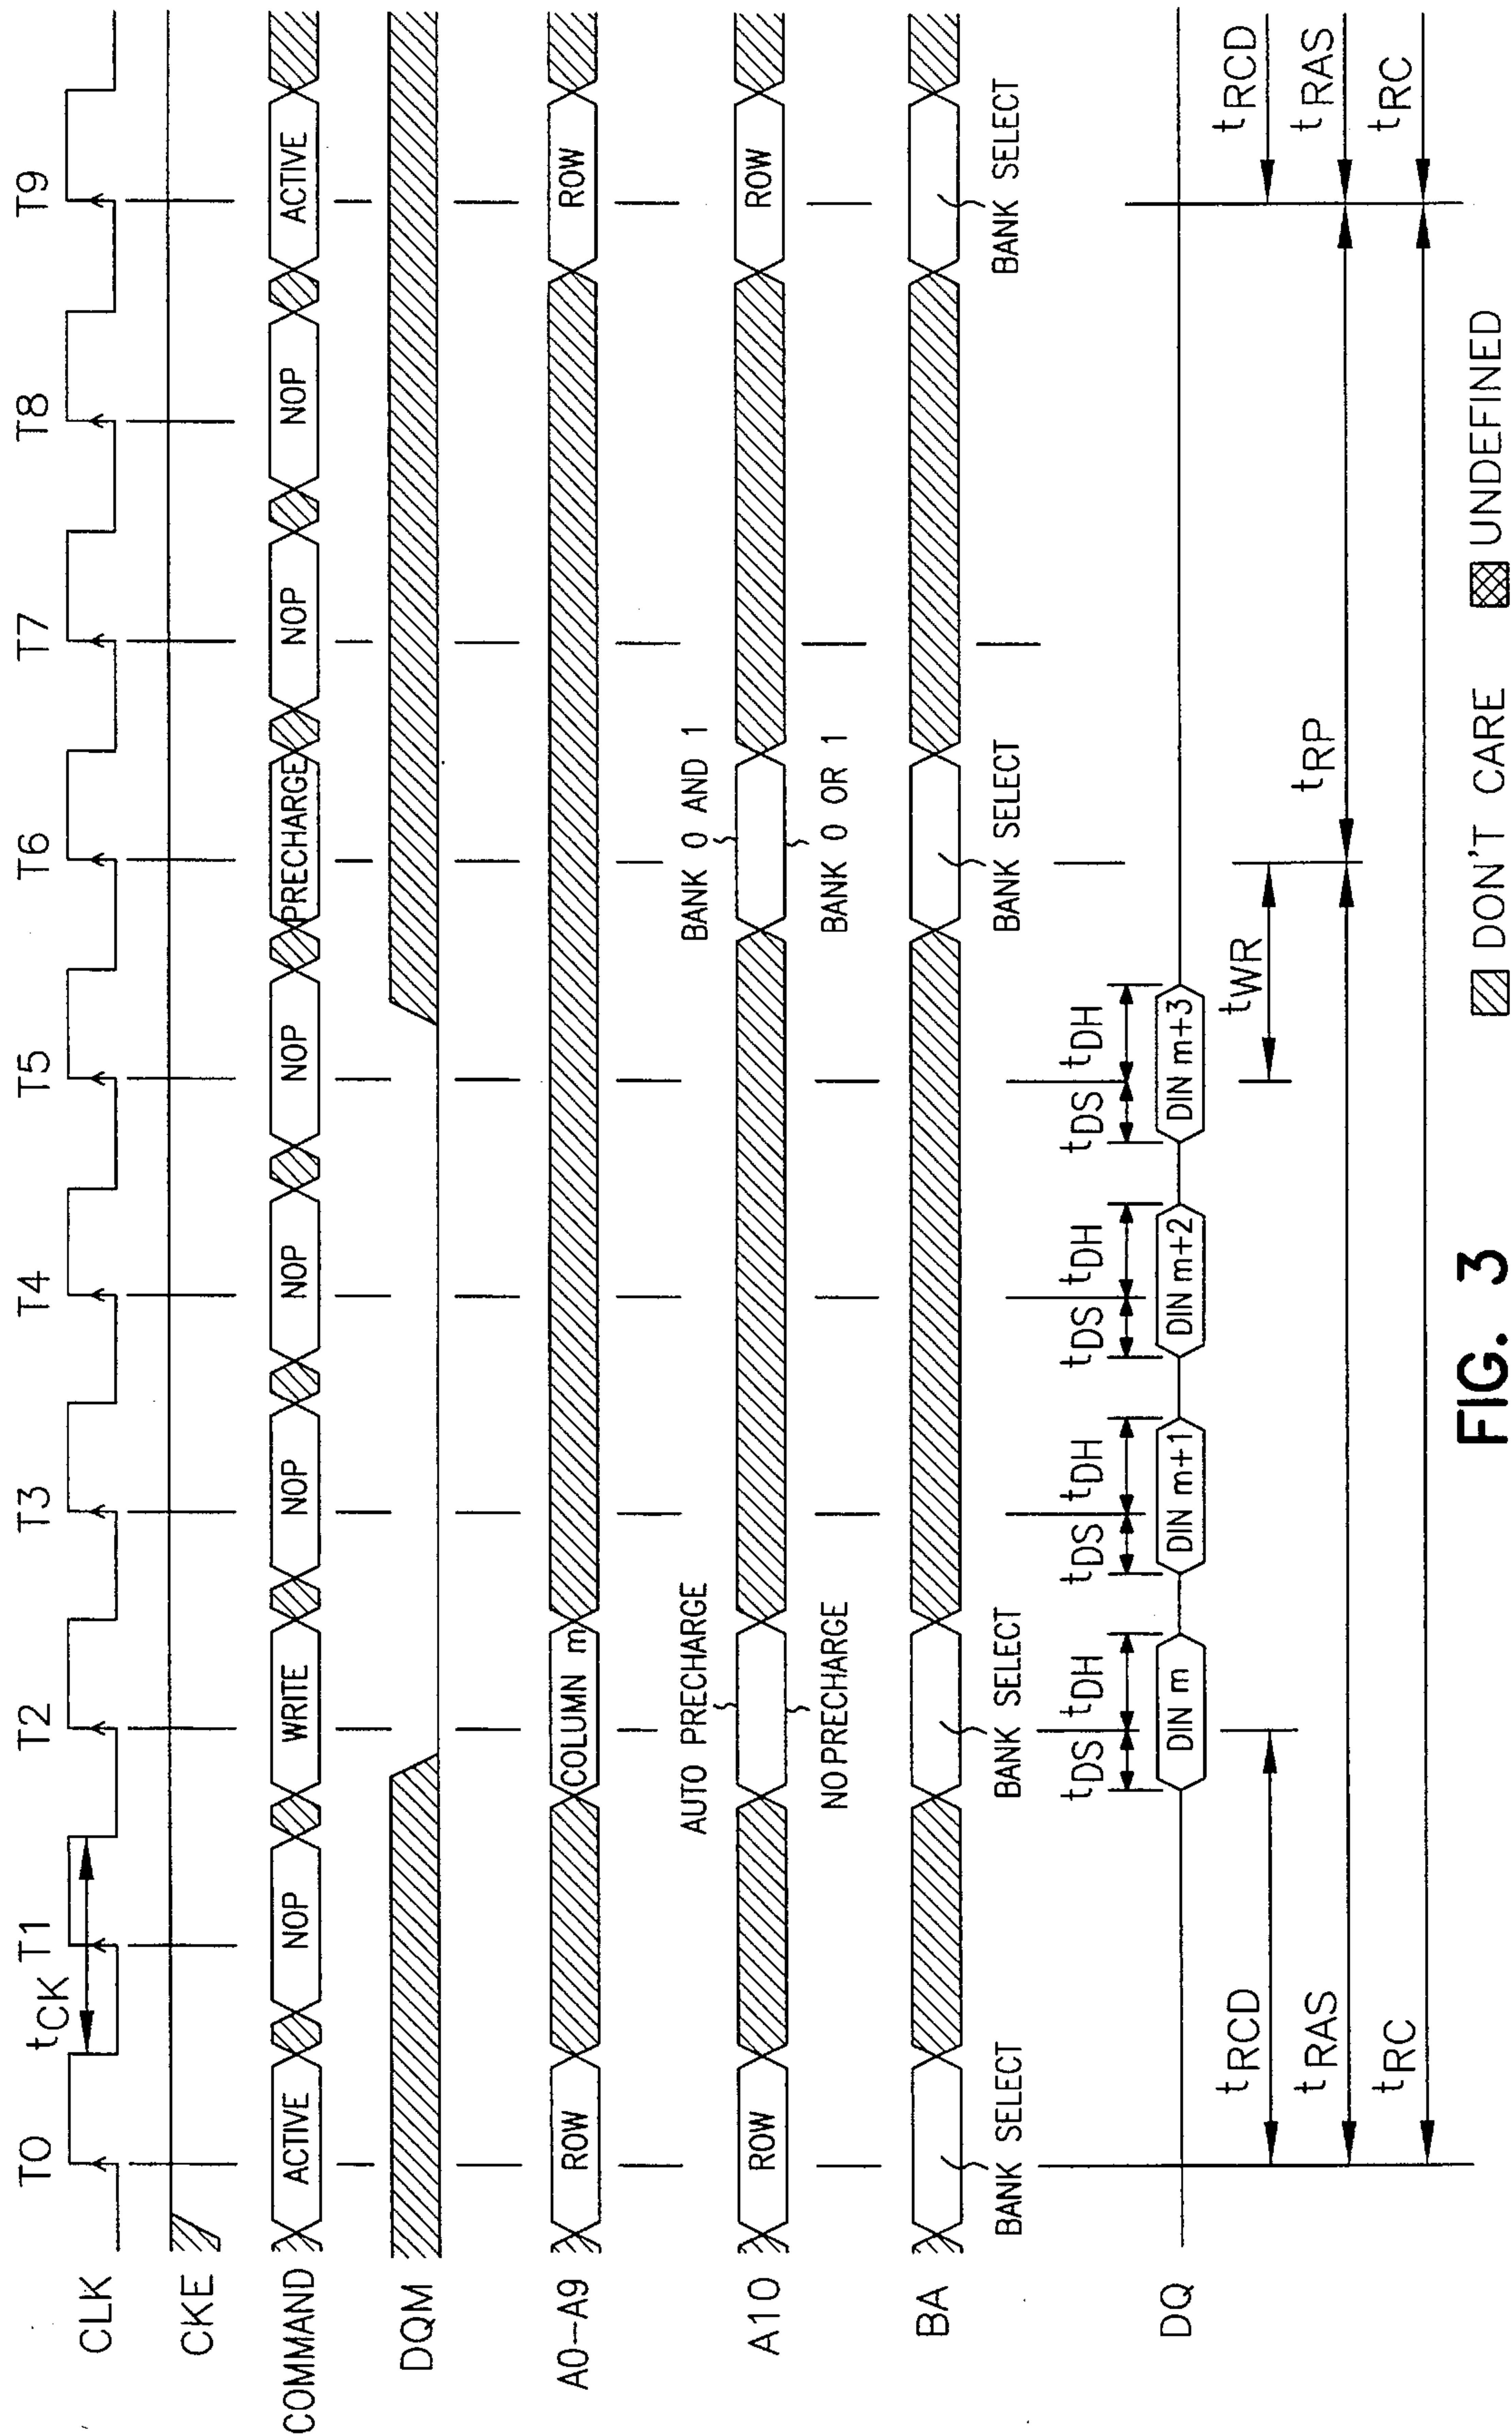 T0 T1 T2 T3 T4 T5 T6 T7 T8 T9
tCK
CLK
CKE
COMMAND ACTIVE NOP WRITE NOP NOP NOP PRECHARGE NOP NOP ACTIVE
DQM
A0-A9 ROW COLUMN m ROW
AUTO PRECHARGE BANK 0 AND 1
A10 ROW ROW
NO PRECHARGE BANK 0 OR 1
BA
BANK SELECT BANK SELECT BANK SELECT BANK SELECT
tDS tDH tDS tDH tDS tDH tDS tDH
DQ DIN m DIN m+1 DIN m+2 DIN m+3
tRCD tWR tRCD
tRAS tRP tRAS
tRC tRC
DON'T CARE UNDEFINED
FIG. 3